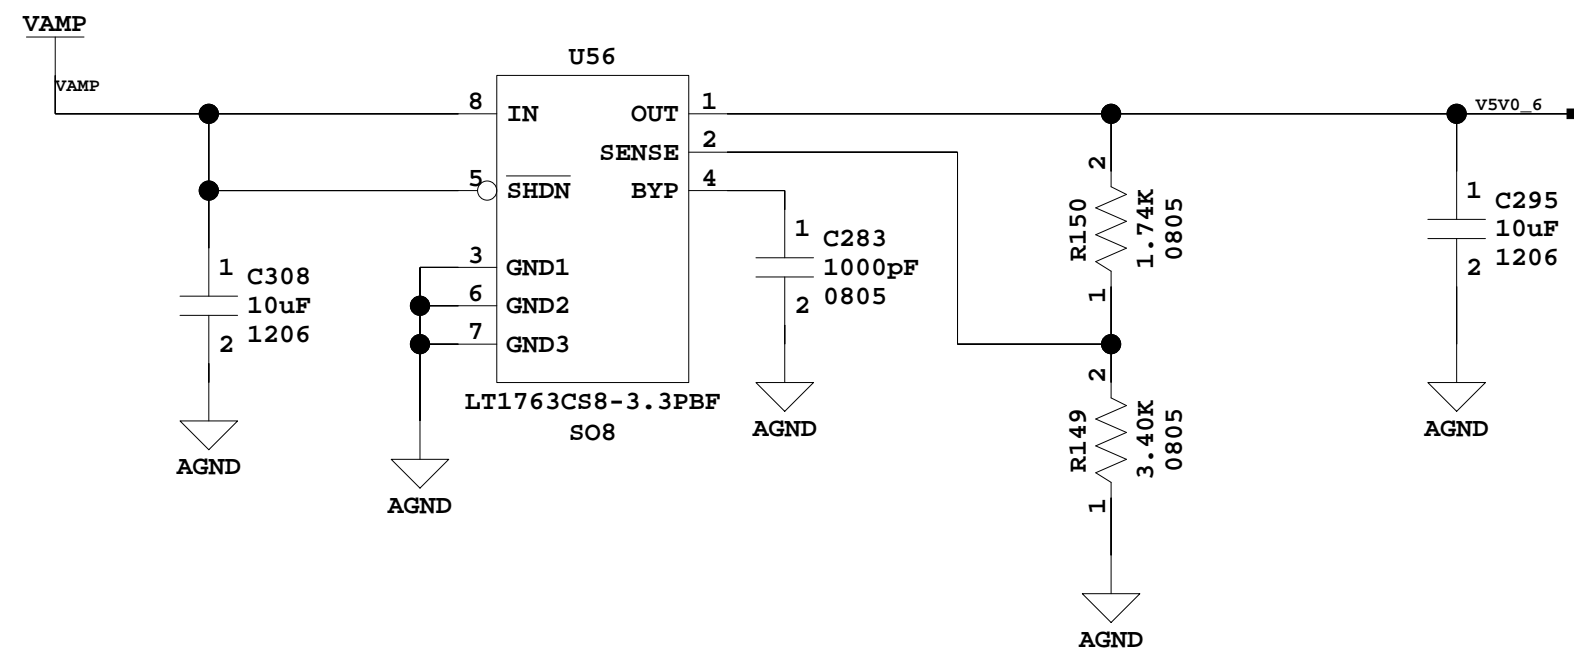 VAMP
VAMP
U56
8 IN
OUT 1
SENSE 2
5 SHDN
BYP 4
3 GND1
6 GND2
7 GND3
LT1763CS8-3.3PBF
SO8
1
C308
10uF
1206
2
AGND
AGND
1
C283
1000pF
0805
2
AGND
2
R150
1.74K
0805
1
2
R149
3.40K
0805
1
AGND
V5V0_6
1
C295
10uF
1206
2
AGND